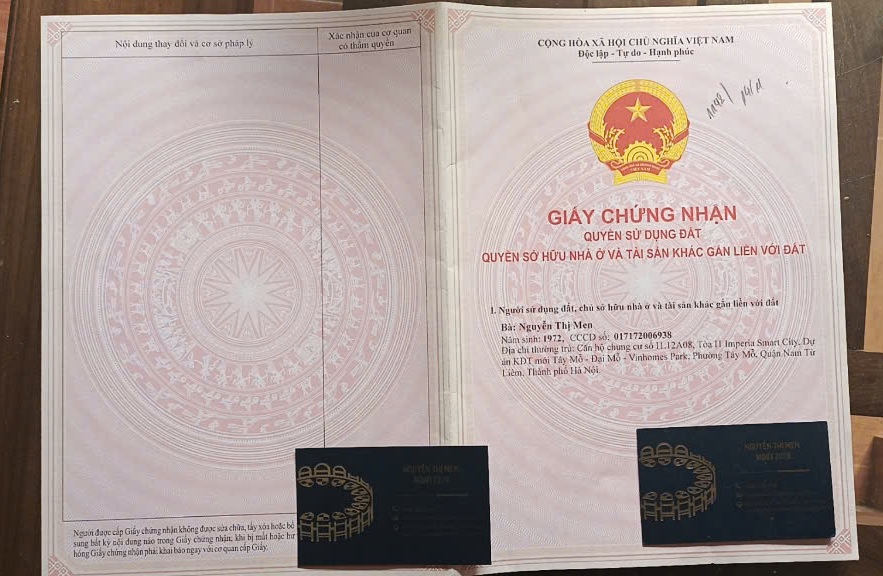 Nội dung thay đổi và cơ sở pháp lý
Xác nhận của cơ quan
có thẩm quyền
Người được cấp Giấy chứng nhận không được sửa chữa, tẩy xóa hoặc bổ
sung bất kỳ nội dung nào trong Giấy chứng nhận; khi bị mất hoặc hư
hỏng Giấy chứng nhận phải khai báo ngay với cơ quan cấp Giấy.
NGUYỄN THỊ MEN
CỘNG HÒA XÃ HỘI CHỦ NGHĨA VIỆT NAM
Độc lập - Tự do - Hạnh phúc
GIẤY CHỨNG NHẬN
QUYỀN SỬ DỤNG ĐẤT
QUYỀN SỞ HỮU NHÀ Ở VÀ TÀI SẢN KHÁC GẮN LIỀN VỚI ĐẤT
1. Người sử dụng đất, chủ sở hữu nhà ở và tài sản khác gắn liền với đất
Bà: Nguyễn Thị Men
Năm sinh: 1972, CCCD số: 017172006938
Địa chỉ thường trú: Căn hộ chung cư số I1.12A08, Tòa I1 Imperia Smart City, Dự
án KĐT mới Tây Mỗ - Đại Mỗ - Vinhomes Park, Phường Tây Mỗ, Quận Nam Từ
Liêm, Thành phố Hà Nội.
NGUYỄN THỊ MEN